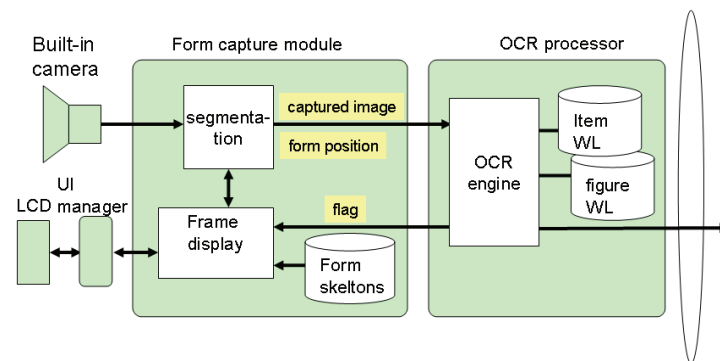 Form capture module
OCR processor
Built-in
camera
segmenta-
tion
captured image
form position
Item
WL
OCR
engine
figure
WL
UI
LCD manager
flag
Frame
display
Form
skeltons